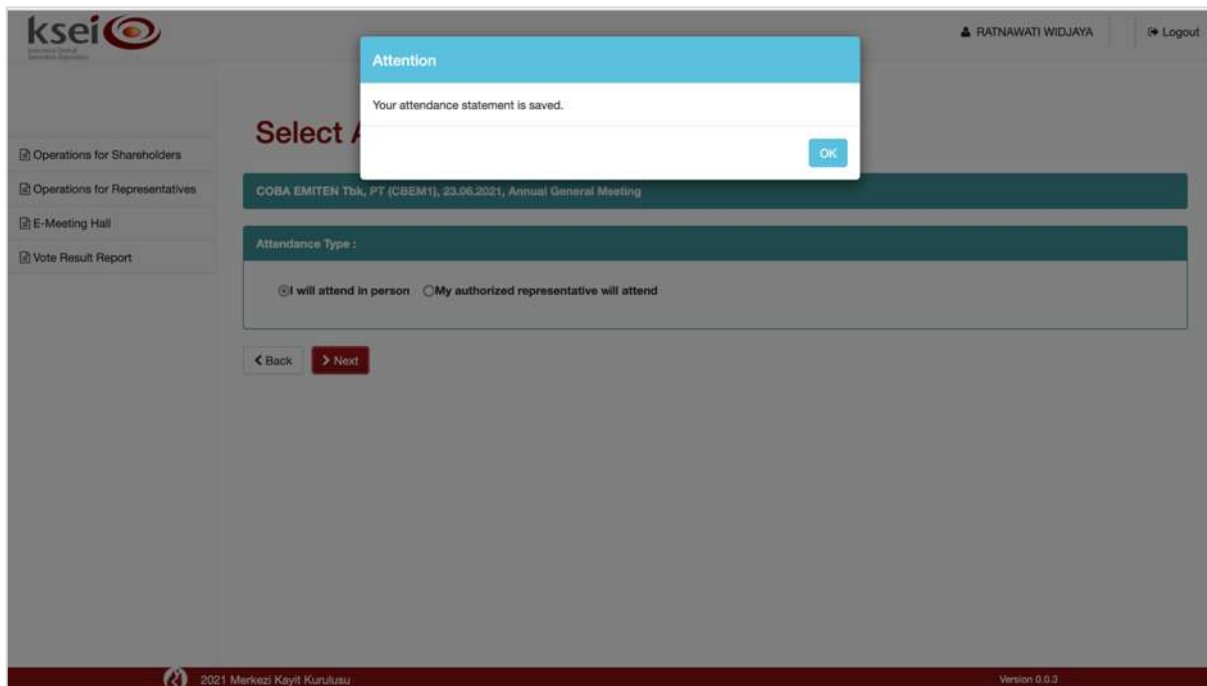 ksei
RATNAWATI WIDJAYA
Logout
Attention
Your attendance statement is saved.
OK
Select A
Operations for Shareholders
Operations for Representatives
E-Meeting Hall
Vote Result Report
COBA EMITEN Tbk, PT (CBEM1), 23.06.2021, Annual General Meeting
Attendance Type :
I will attend in person My authorized representative will attend
Back Next
2021 Merkezi Kayit Kurulusu
Version 0.0.3